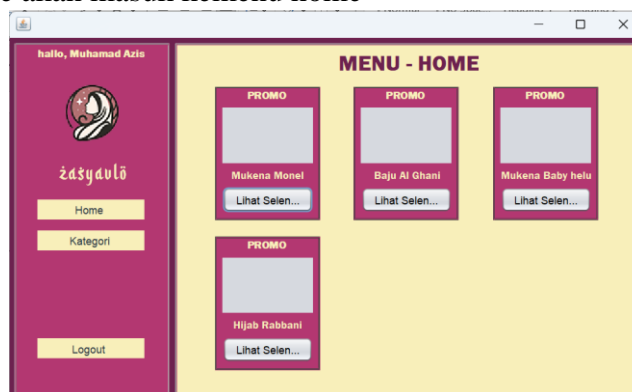 hallo, Muhamad Azis
żaşyavlö
Home
Kategori
Logout
MENU - HOME
PROMO
Mukena Monel
Lihat Selen...
PROMO
Baju Al Ghani
Lihat Selen...
PROMO
Mukena Baby helu
Lihat Selen...
PROMO
Hijab Rabbani
Lihat Selen...